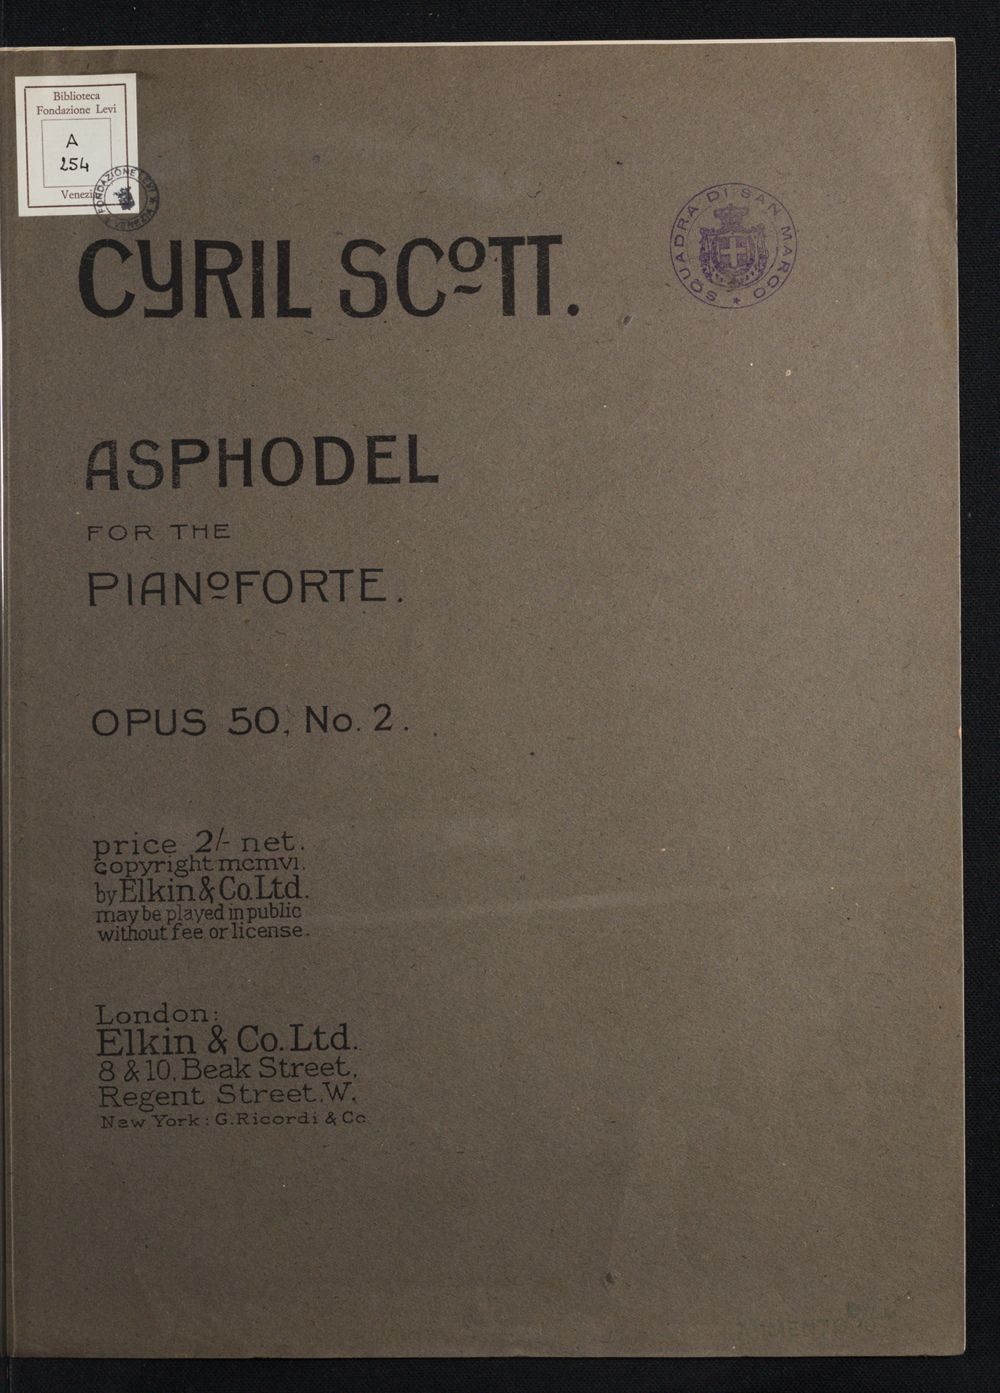 Biblioteca
Fondazione Levi
A
254
Venezia
FONDAZIONE LEVI VENEZIA
SQUADRA DI SAN MARCO
CYRIL SCOTT.
ASPHODEL
FOR THE
PIANOFORTE.
OPUS 50, No. 2.
price 2/- net.
copyright mcmvi.
by Elkin & Co. Ltd.
may be played in public
without fee or license.
London:
Elkin & Co. Ltd.
8 & 10, Beak Street,
Regent Street, W.
New York: G. Ricordi & Co